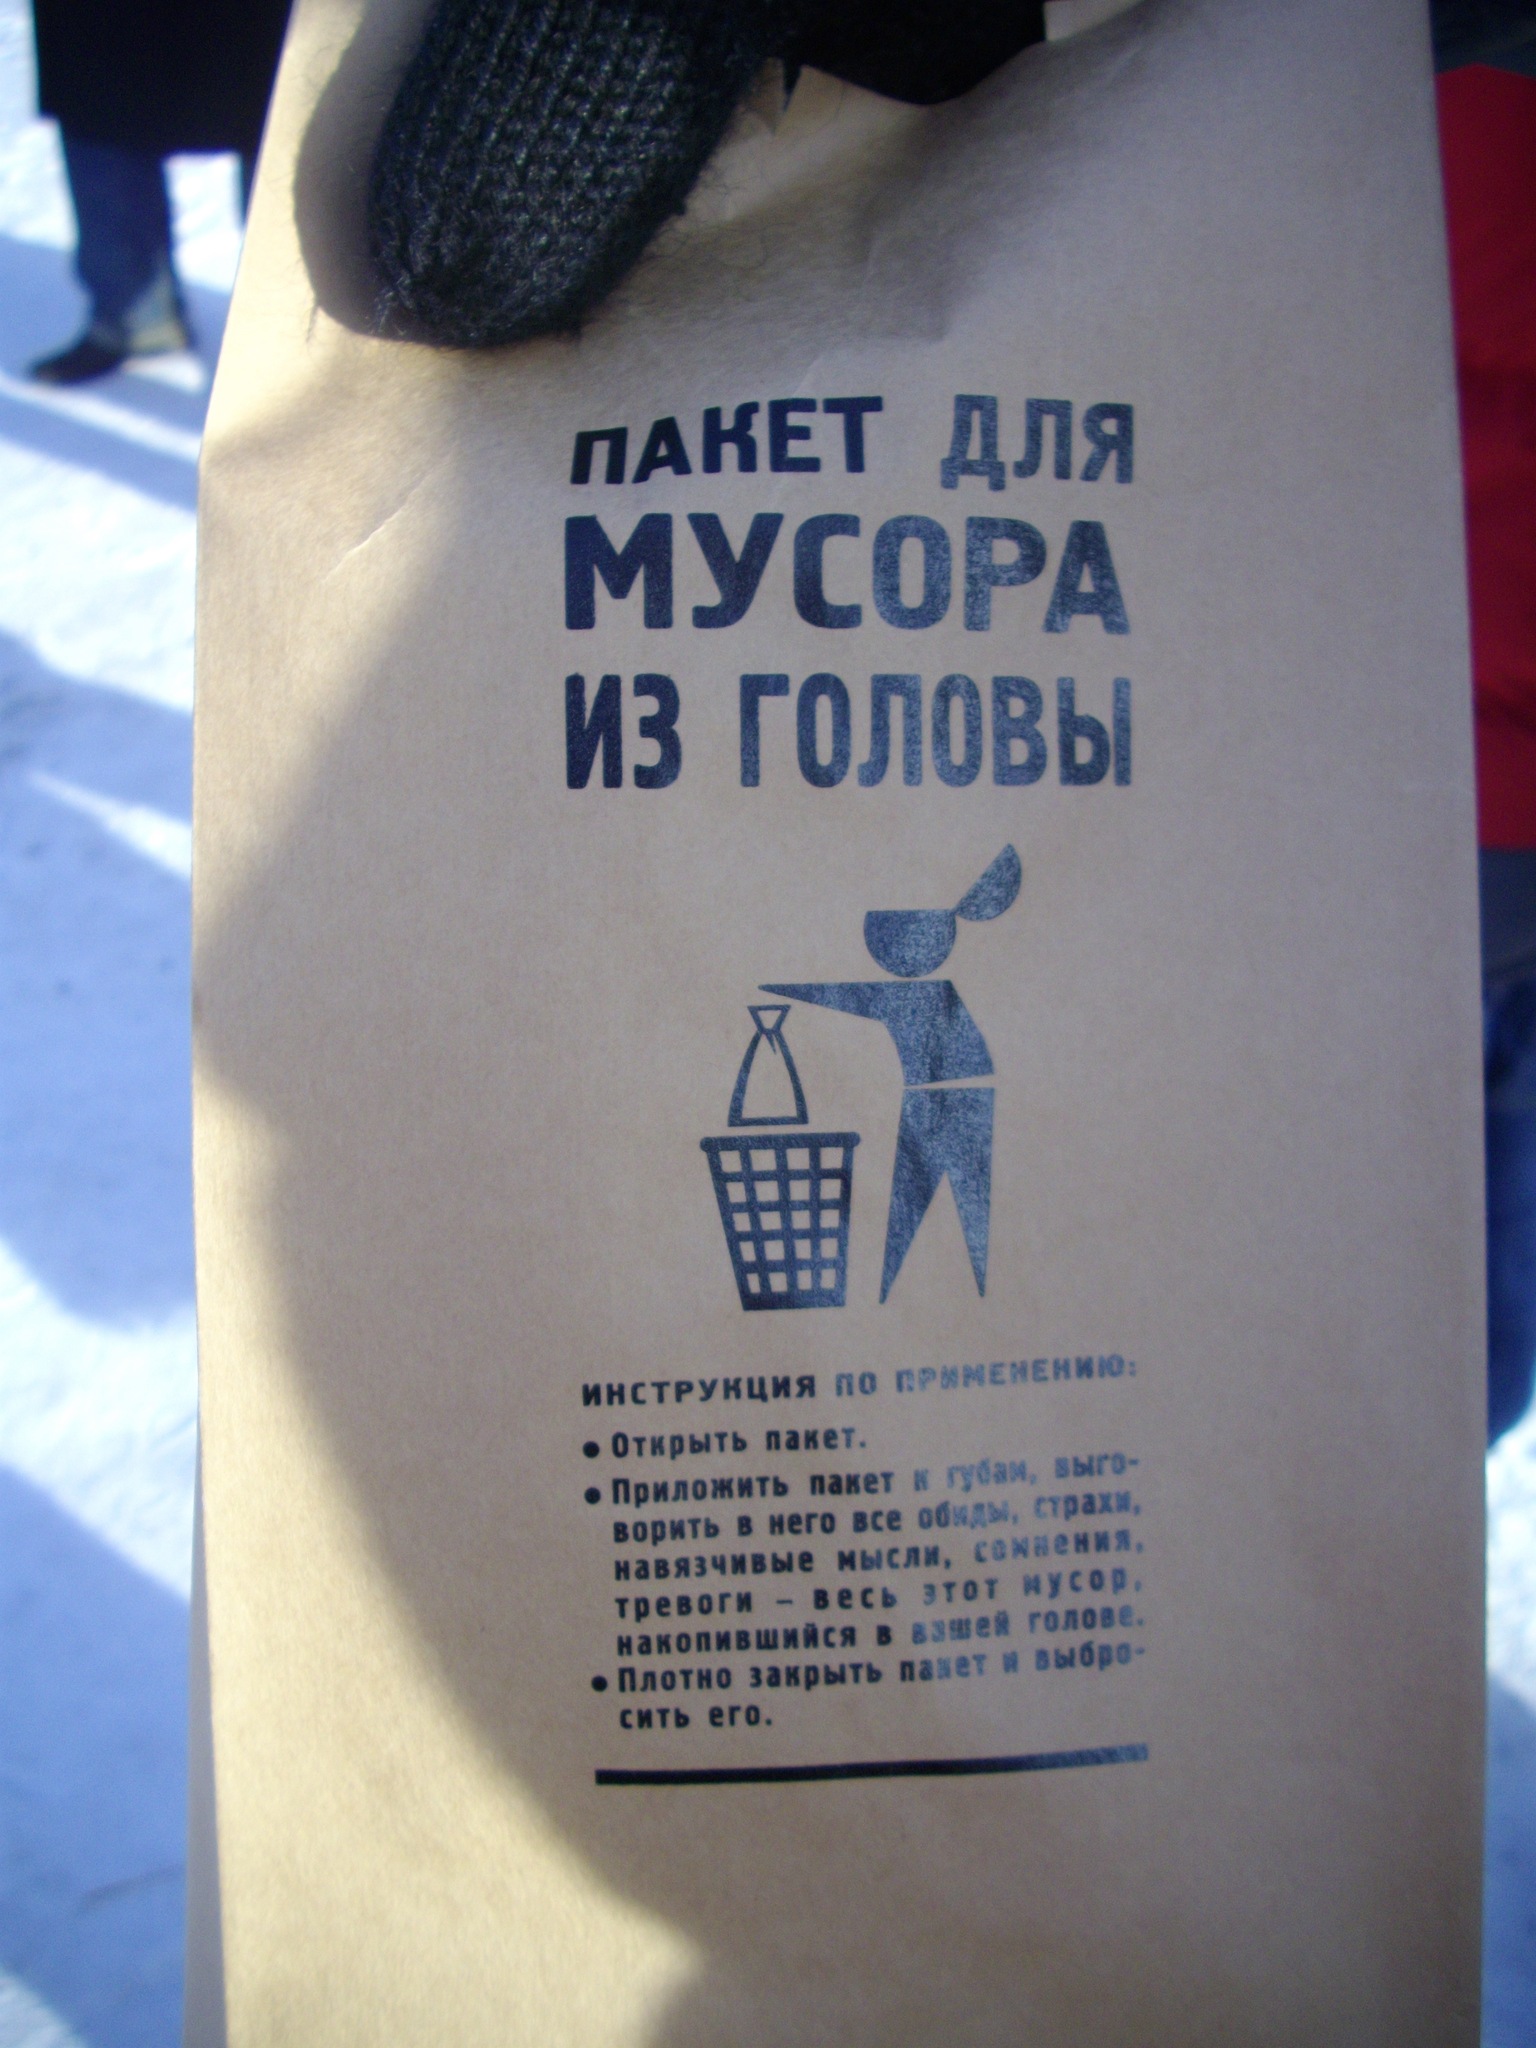 ПАКЕТ ДЛЯ
МУСОРА
ИЗ ГОЛОВЫ
ИНСТРУКЦИЯ ПО ПРИМЕНЕНИЮ:
● Открыть пакет.
● Приложить пакет к губам, выго-
ворить в него все обиды, страхи,
навязчивые мысли, сомнения,
тревоги – весь этот мусор,
накопившийся в вашей голове.
● Плотно закрыть пакет и выбро-
сить его.